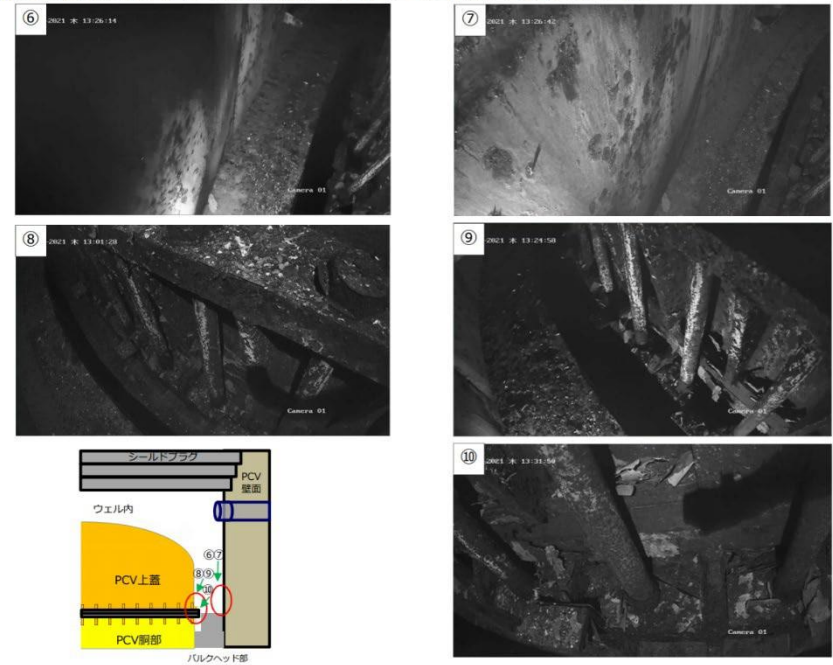 ⑥
-2021 木 13:26:14
Camera 01
⑦
-2021 木 13:26:42
Camera 01
⑧
-2021 木 13:01:28
Camera 01
⑨
-2021 木 13:24:58
Camera 01
シールドプラグ
PCV
壁面
ウェル内
⑥⑦
⑧⑨
⑩
PCV上蓋
PCV胴部
バルクヘッド部
⑩
-2021 木 13:31:50
Camera 01